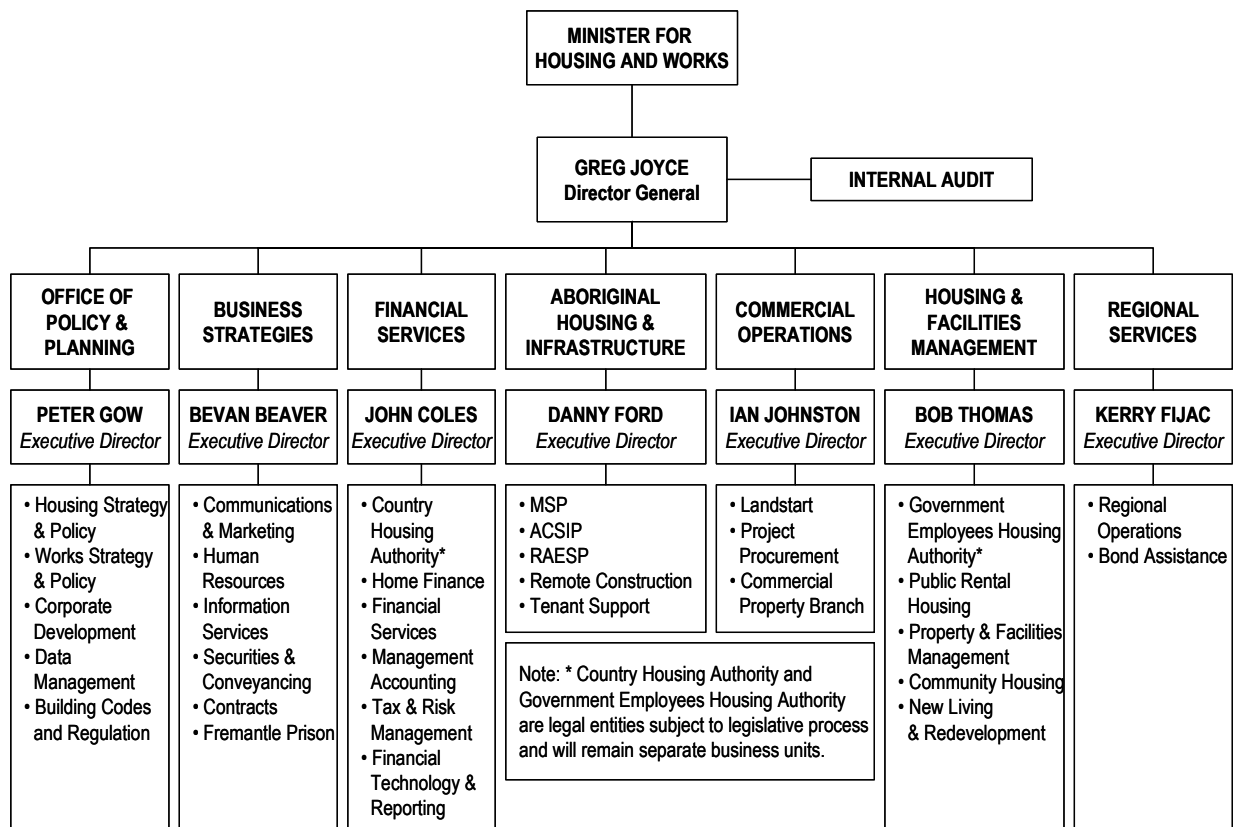 MINISTER FOR
HOUSING AND WORKS
GREG JOYCE
Director General
INTERNAL AUDIT
OFFICE OF
POLICY &
PLANNING
BUSINESS
STRATEGIES
FINANCIAL
SERVICES
ABORIGINAL
HOUSING &
INFRASTRUCTURE
COMMERCIAL
OPERATIONS
HOUSING &
FACILITIES
MANAGEMENT
REGIONAL
SERVICES
PETER GOW
Executive Director
BEVAN BEAVER
Executive Director
JOHN COLES
Executive Director
DANNY FORD
Executive Director
IAN JOHNSTON
Executive Director
BOB THOMAS
Executive Director
KERRY FIJAC
Executive Director
• Housing Strategy
& Policy
• Works Strategy
& Policy
• Corporate
Development
• Data
Management
• Building Codes
and Regulation
• Communications
& Marketing
• Human
Resources
• Information
Services
• Securities &
Conveyancing
• Contracts
• Fremantle Prison
• Country
Housing
Authority*
• Home Finance
• Financial
Services
• Management
Accounting
• Tax & Risk
Management
• Financial
Technology &
Reporting
• MSP
• ACSIP
• RAESP
• Remote Construction
• Tenant Support
• Landstart
• Project
Procurement
• Commercial
Property Branch
• Government
Employees Housing
Authority*
• Public Rental
Housing
• Property & Facilities
Management
• Community Housing
• New Living
& Redevelopment
• Regional
Operations
• Bond Assistance
Note: * Country Housing Authority and
Government Employees Housing Authority
are legal entities subject to legislative process
and will remain separate business units.